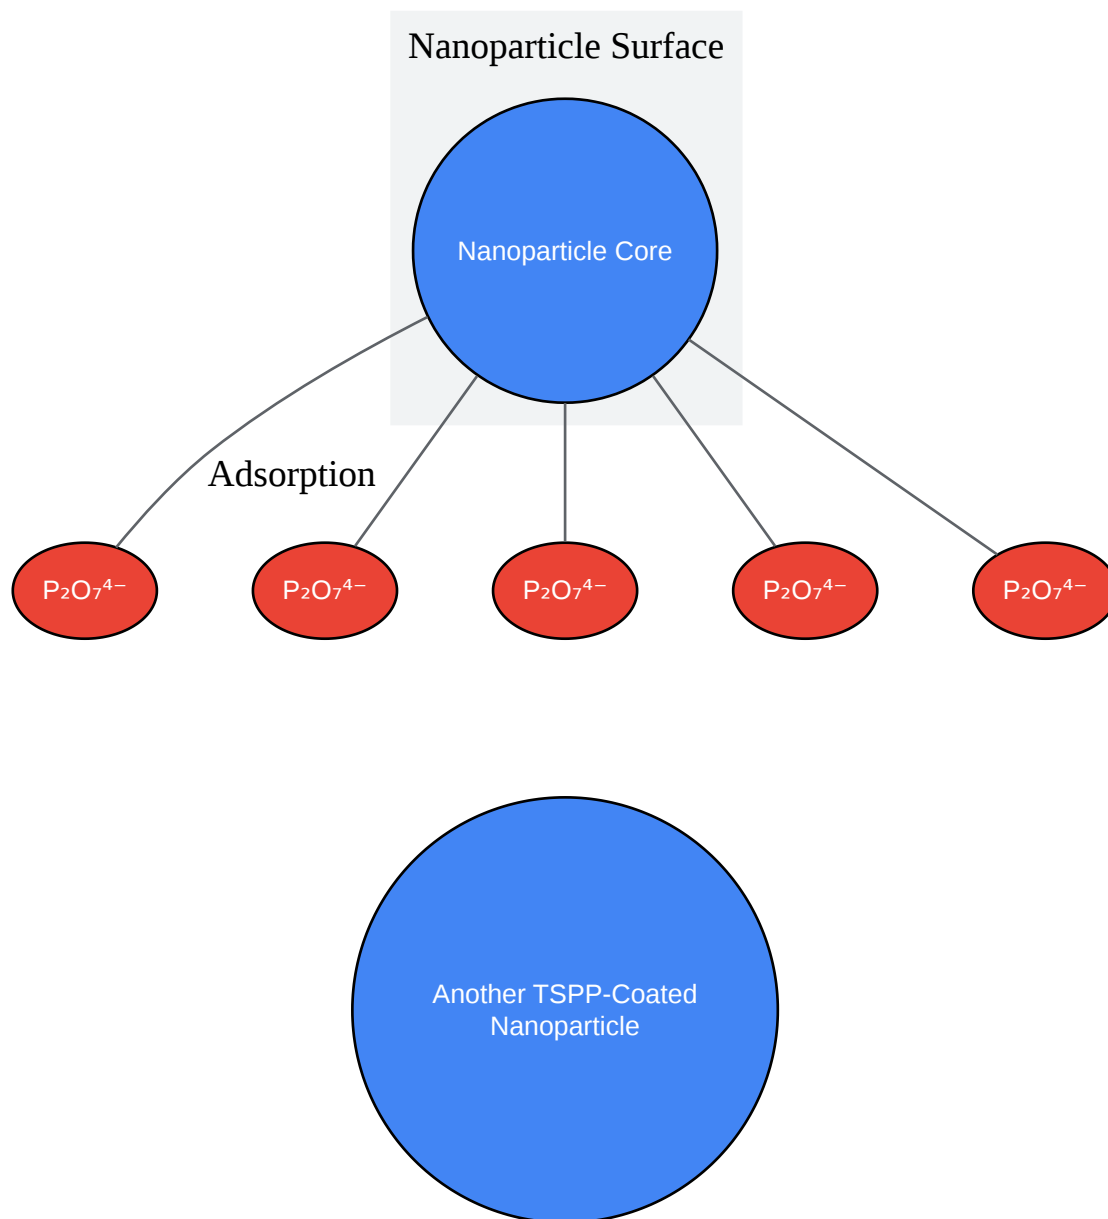 Nanoparticle Surface
Nanoparticle Core
Adsorption
P₂O₇⁴⁻
P₂O₇⁴⁻
P₂O₇⁴⁻
P₂O₇⁴⁻
P₂O₇⁴⁻
Another TSPP-Coated
Nanoparticle